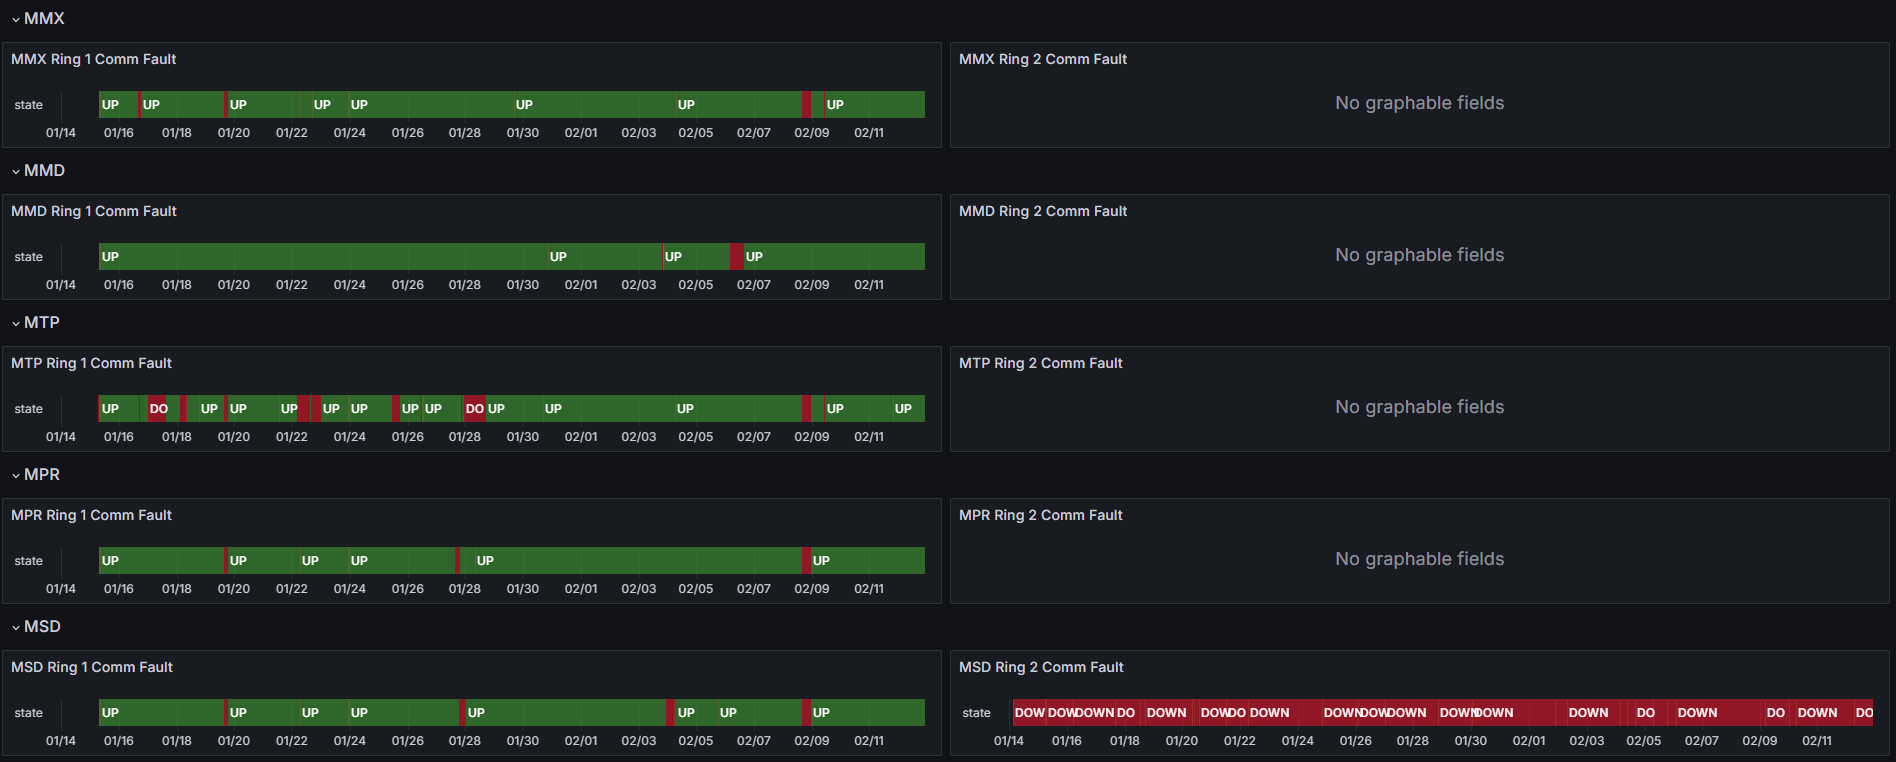 MMX
MMX Ring 1 Comm Fault
MMX Ring 2 Comm Fault
state UP UP UP UP UP UP UP UP
01/14 01/16 01/18 01/20 01/22 01/24 01/26 01/28 01/30 02/01 02/03 02/05 02/07 02/09 02/11
No graphable fields
MMD
MMD Ring 1 Comm Fault
MMD Ring 2 Comm Fault
state UP UP UP UP
01/14 01/16 01/18 01/20 01/22 01/24 01/26 01/28 01/30 02/01 02/03 02/05 02/07 02/09 02/11
No graphable fields
MTP
MTP Ring 1 Comm Fault
MTP Ring 2 Comm Fault
state UP DO UP UP UP UP UP UP UP DO UP UP UP UP UP
01/14 01/16 01/18 01/20 01/22 01/24 01/26 01/28 01/30 02/01 02/03 02/05 02/07 02/09 02/11
No graphable fields
MPR
MPR Ring 1 Comm Fault
MPR Ring 2 Comm Fault
state UP UP UP UP UP UP
01/14 01/16 01/18 01/20 01/22 01/24 01/26 01/28 01/30 02/01 02/03 02/05 02/07 02/09 02/11
No graphable fields
MSD
MSD Ring 1 Comm Fault
MSD Ring 2 Comm Fault
state UP UP UP UP UP UP UP UP
01/14 01/16 01/18 01/20 01/22 01/24 01/26 01/28 01/30 02/01 02/03 02/05 02/07 02/09 02/11
state DOW DOW DOWN DO DOWN DOW DO DOWN DOWN DOW DOWN DOWN DOWN DOWN DO DOWN DO DOWN DO
01/14 01/16 01/18 01/20 01/22 01/24 01/26 01/28 01/30 02/01 02/03 02/05 02/07 02/09 02/11